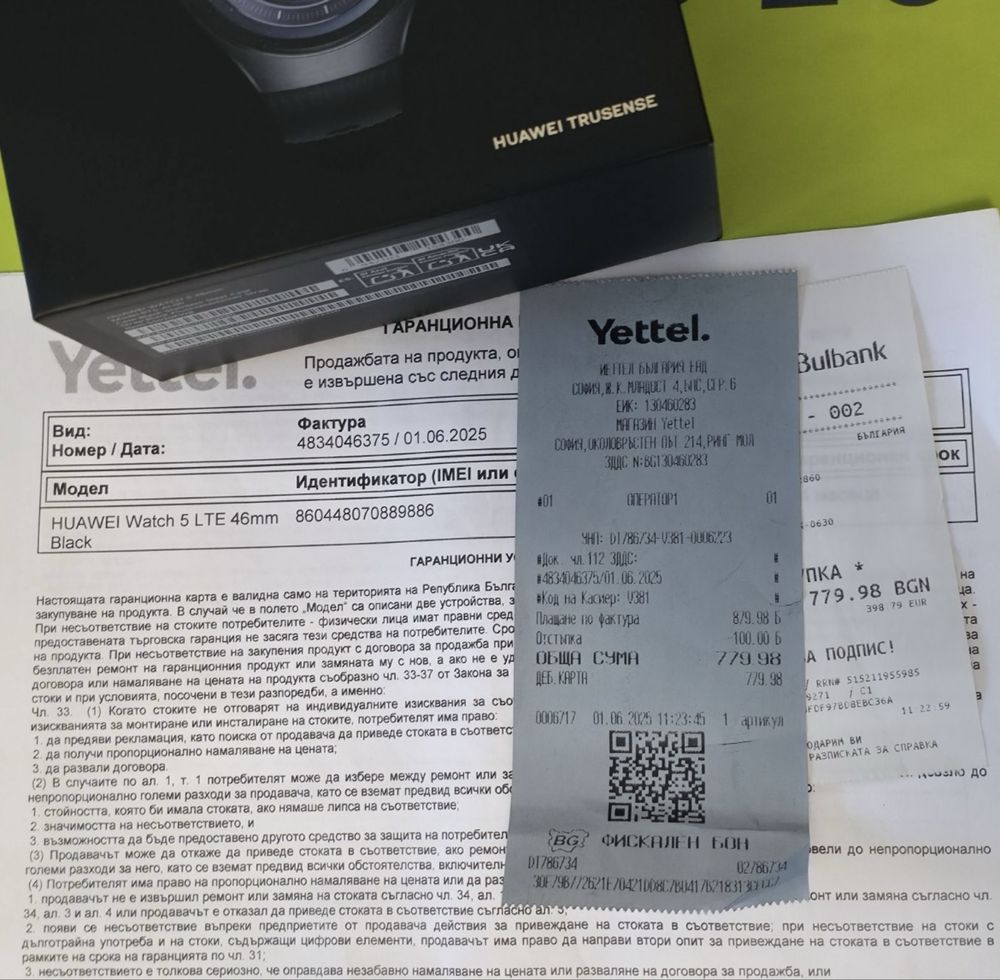 HUAWEI TRUSENSE
Yettel.
ГАРАНЦИОННА
Продажбата на продукта,
е извършена със следния
Вид:
Фактура
Номер / Дата:
4834046375 / 01.06.2025
Модел
Идентификатор (IMEI или
HUAWEI Watch 5 LTE 46mm
860448070889886
Black
ГАРАНЦИОННИ
Настоящата гаранционна карта е валидна само на територията на Република
закупуване на продукта. В случай че в полето „Модел“ са описани две устройства,
При несъответствие на стоките потребителите - физически лица имат правни
предоставената търговска гаранция не засяга тези средства на потребителите.
на продукта. При несъответствие на закупения продукт с договора за продажба
безплатен ремонт на гаранционния продукт или замяната му с нов, а ако не е
договора или намаляване на цената на продукта съобразно чл. 33-37 от Закона за
стоки и при условията, посочени в тези разпоредби, а именно:
Чл. 33. (1) Когато стоките не отговарят на индивидуалните изисквания за
изискванията за монтиране или инсталиране на стоките, потребителят има право:
1. да предяви рекламация, като поиска от продавача да приведе стоката в
2. да получи пропорционално намаляване на цената;
3. да развали договора.
(2) В случаите по ал. 1, т. 1 потребителят може да избере между ремонт или
непропорционално големи разходи за продавача, като се вземат предвид всички
1. стойността, която би имала стоката, ако нямаше липса на съответствие;
2. значимостта на несъответствието, и
3. възможността да бъде предоставено другото средство за защита на
(3) Продавачът може да откаже да приведе стоката в съответствие, ако
до непропорционално
големи разходи за него, като се вземат предвид всички обстоятелства,
(4) Потребителят има право на пропорционално намаляване на цената или да
1. продавачът не е извършил ремонт или замяна на стоката съгласно чл. 34, ал.
или замяна съгласно чл.
34, ал. 3 и ал. 4 или продавачът е отказал да приведе стоката в съответствие съгласно ал.
2. появи се несъответствие въпреки предприетите от продавача действия за привеждане на стоката в съответствие; при несъответствие на стоки с
дълготрайна употреба и на стоки, съдържащи цифрови елементи, продавачът има право да направи втори опит за привеждане на стоката в съответствие в
рамките на срока на гаранцията по чл. 31;
3. несъответствието е толкова сериозно, че оправдава незабавно намаляване на цената или разваляне на договора за продажба, или
Yettel.
ЙЕТТЕЛ БЪЛГАРИЯ ЕАД
СОФИЯ,Ж.К.МЛАДОСТ 4,БПС,СГР.6
ЕИК: 130460283
МАГАЗИН Yettel
СОФИЯ,ОКОЛОВРЪСТЕН ПЪТ 214,РИНГ МОЛ
ЗДДС N:BG130460283
#01 ОПЕРАТОР1 01
УНП: DT786734-V381-0006223
#Док. чл.112 ЗДДС: #
#4834046375/01.06.2025 #
#Код на Касиер: V381 #
Плащане по фактура 879.98 Б
Отстъпка -100.00 Б
ОБЩА СУМА 779.98
ДЕБ.КАРТА 779.98
0006717 01.06.2025 11:23:45 1 артикул
BG ФИСКАЛЕН БОН
DT786734 02786734
Bulbank
- 002
БЪЛГАРИЯ
779.98 BGN
398 79 EUR
ПОДПИС!
RRN# 515211955985
/ C1
11 22:59
ВИ
РАЗПИСКАТА ЗА СПРАВКА